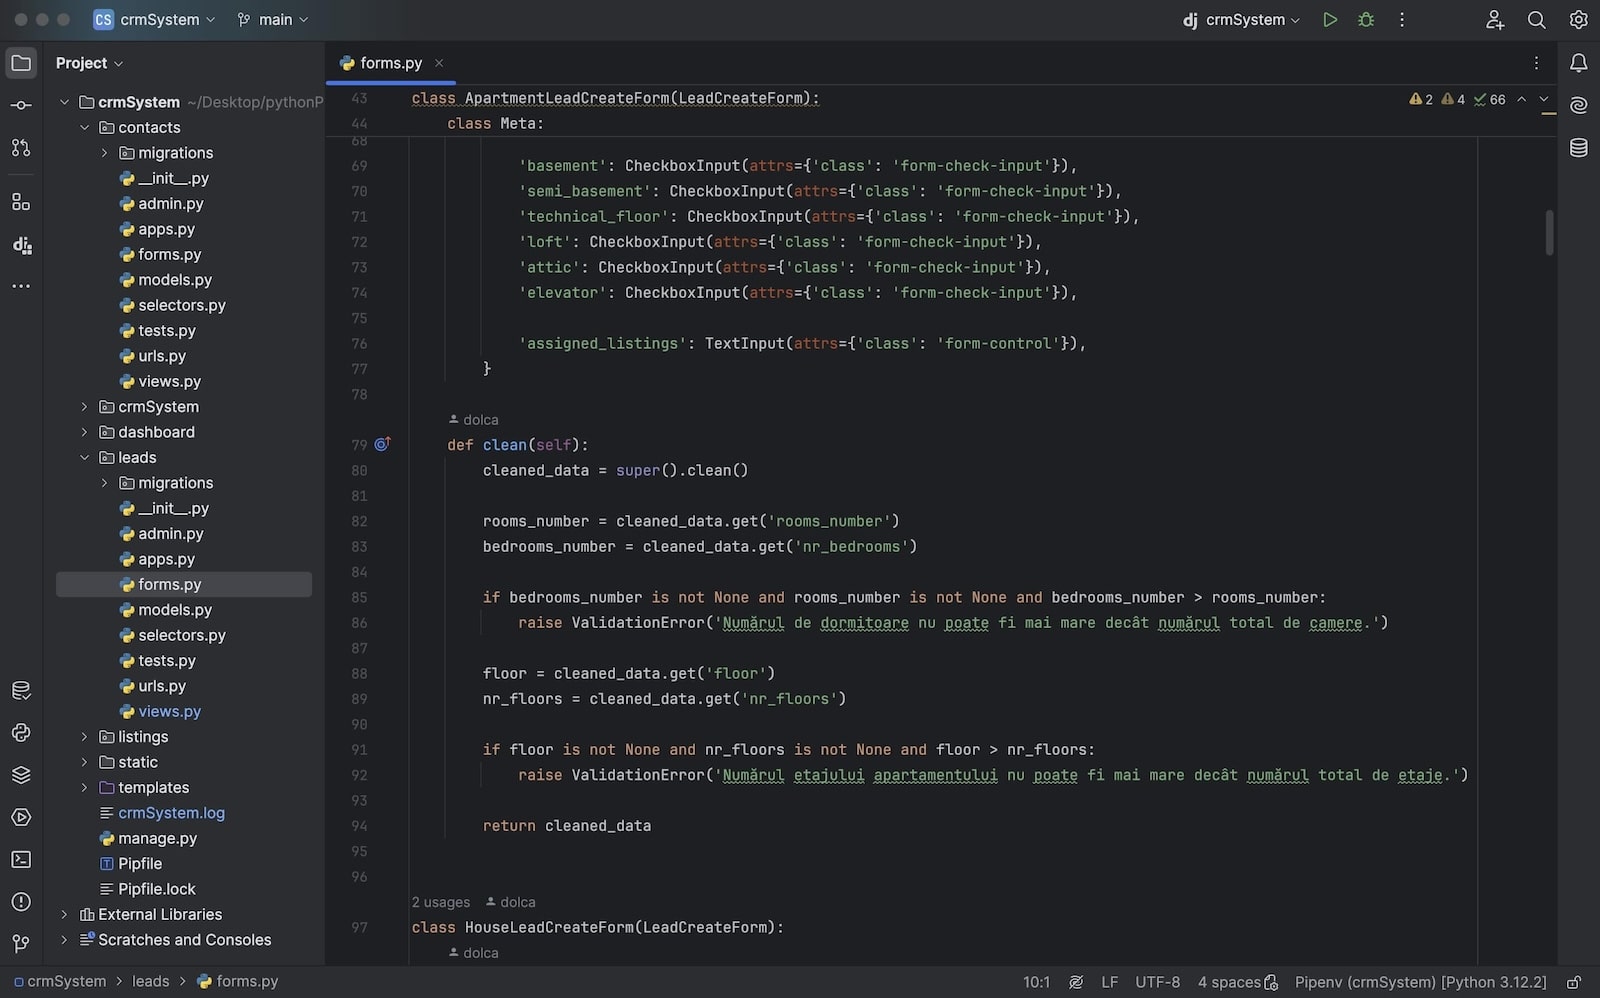 CS crmSystem main dj crmSystem
Project
forms.py
crmSystem ~/Desktop/pythonP
contacts
migrations
__init__.py
admin.py
apps.py
forms.py
models.py
selectors.py
tests.py
urls.py
views.py
crmSystem
dashboard
leads
migrations
__init__.py
admin.py
apps.py
forms.py
models.py
selectors.py
tests.py
urls.py
views.py
listings
static
templates
crmSystem.log
manage.py
Pipfile
Pipfile.lock
External Libraries
Scratches and Consoles
2 4 66
43 class ApartmentLeadCreateForm(LeadCreateForm):
44 class Meta:
68
69 'basement': CheckboxInput(attrs={'class': 'form-check-input'}),
70 'semi_basement': CheckboxInput(attrs={'class': 'form-check-input'}),
71 'technical_floor': CheckboxInput(attrs={'class': 'form-check-input'}),
72 'loft': CheckboxInput(attrs={'class': 'form-check-input'}),
73 'attic': CheckboxInput(attrs={'class': 'form-check-input'}),
74 'elevator': CheckboxInput(attrs={'class': 'form-check-input'}),
75
76 'assigned_listings': TextInput(attrs={'class': 'form-control'}),
77 }
78
dolca
79 def clean(self):
80 cleaned_data = super().clean()
81
82 rooms_number = cleaned_data.get('rooms_number')
83 bedrooms_number = cleaned_data.get('nr_bedrooms')
84
85 if bedrooms_number is not None and rooms_number is not None and bedrooms_number > rooms_number:
86 raise ValidationError('Numărul de dormitoare nu poate fi mai mare decât numărul total de camere.')
87
88 floor = cleaned_data.get('floor')
89 nr_floors = cleaned_data.get('nr_floors')
90
91 if floor is not None and nr_floors is not None and floor > nr_floors:
92 raise ValidationError('Numărul etajului apartamentului nu poate fi mai mare decât numărul total de etaje.')
93
94 return cleaned_data
95
96
2 usages dolca
97 class HouseLeadCreateForm(LeadCreateForm):
dolca
crmSystem > leads > forms.py 10:1 LF UTF-8 4 spaces Pipenv (crmSystem) [Python 3.12.2]